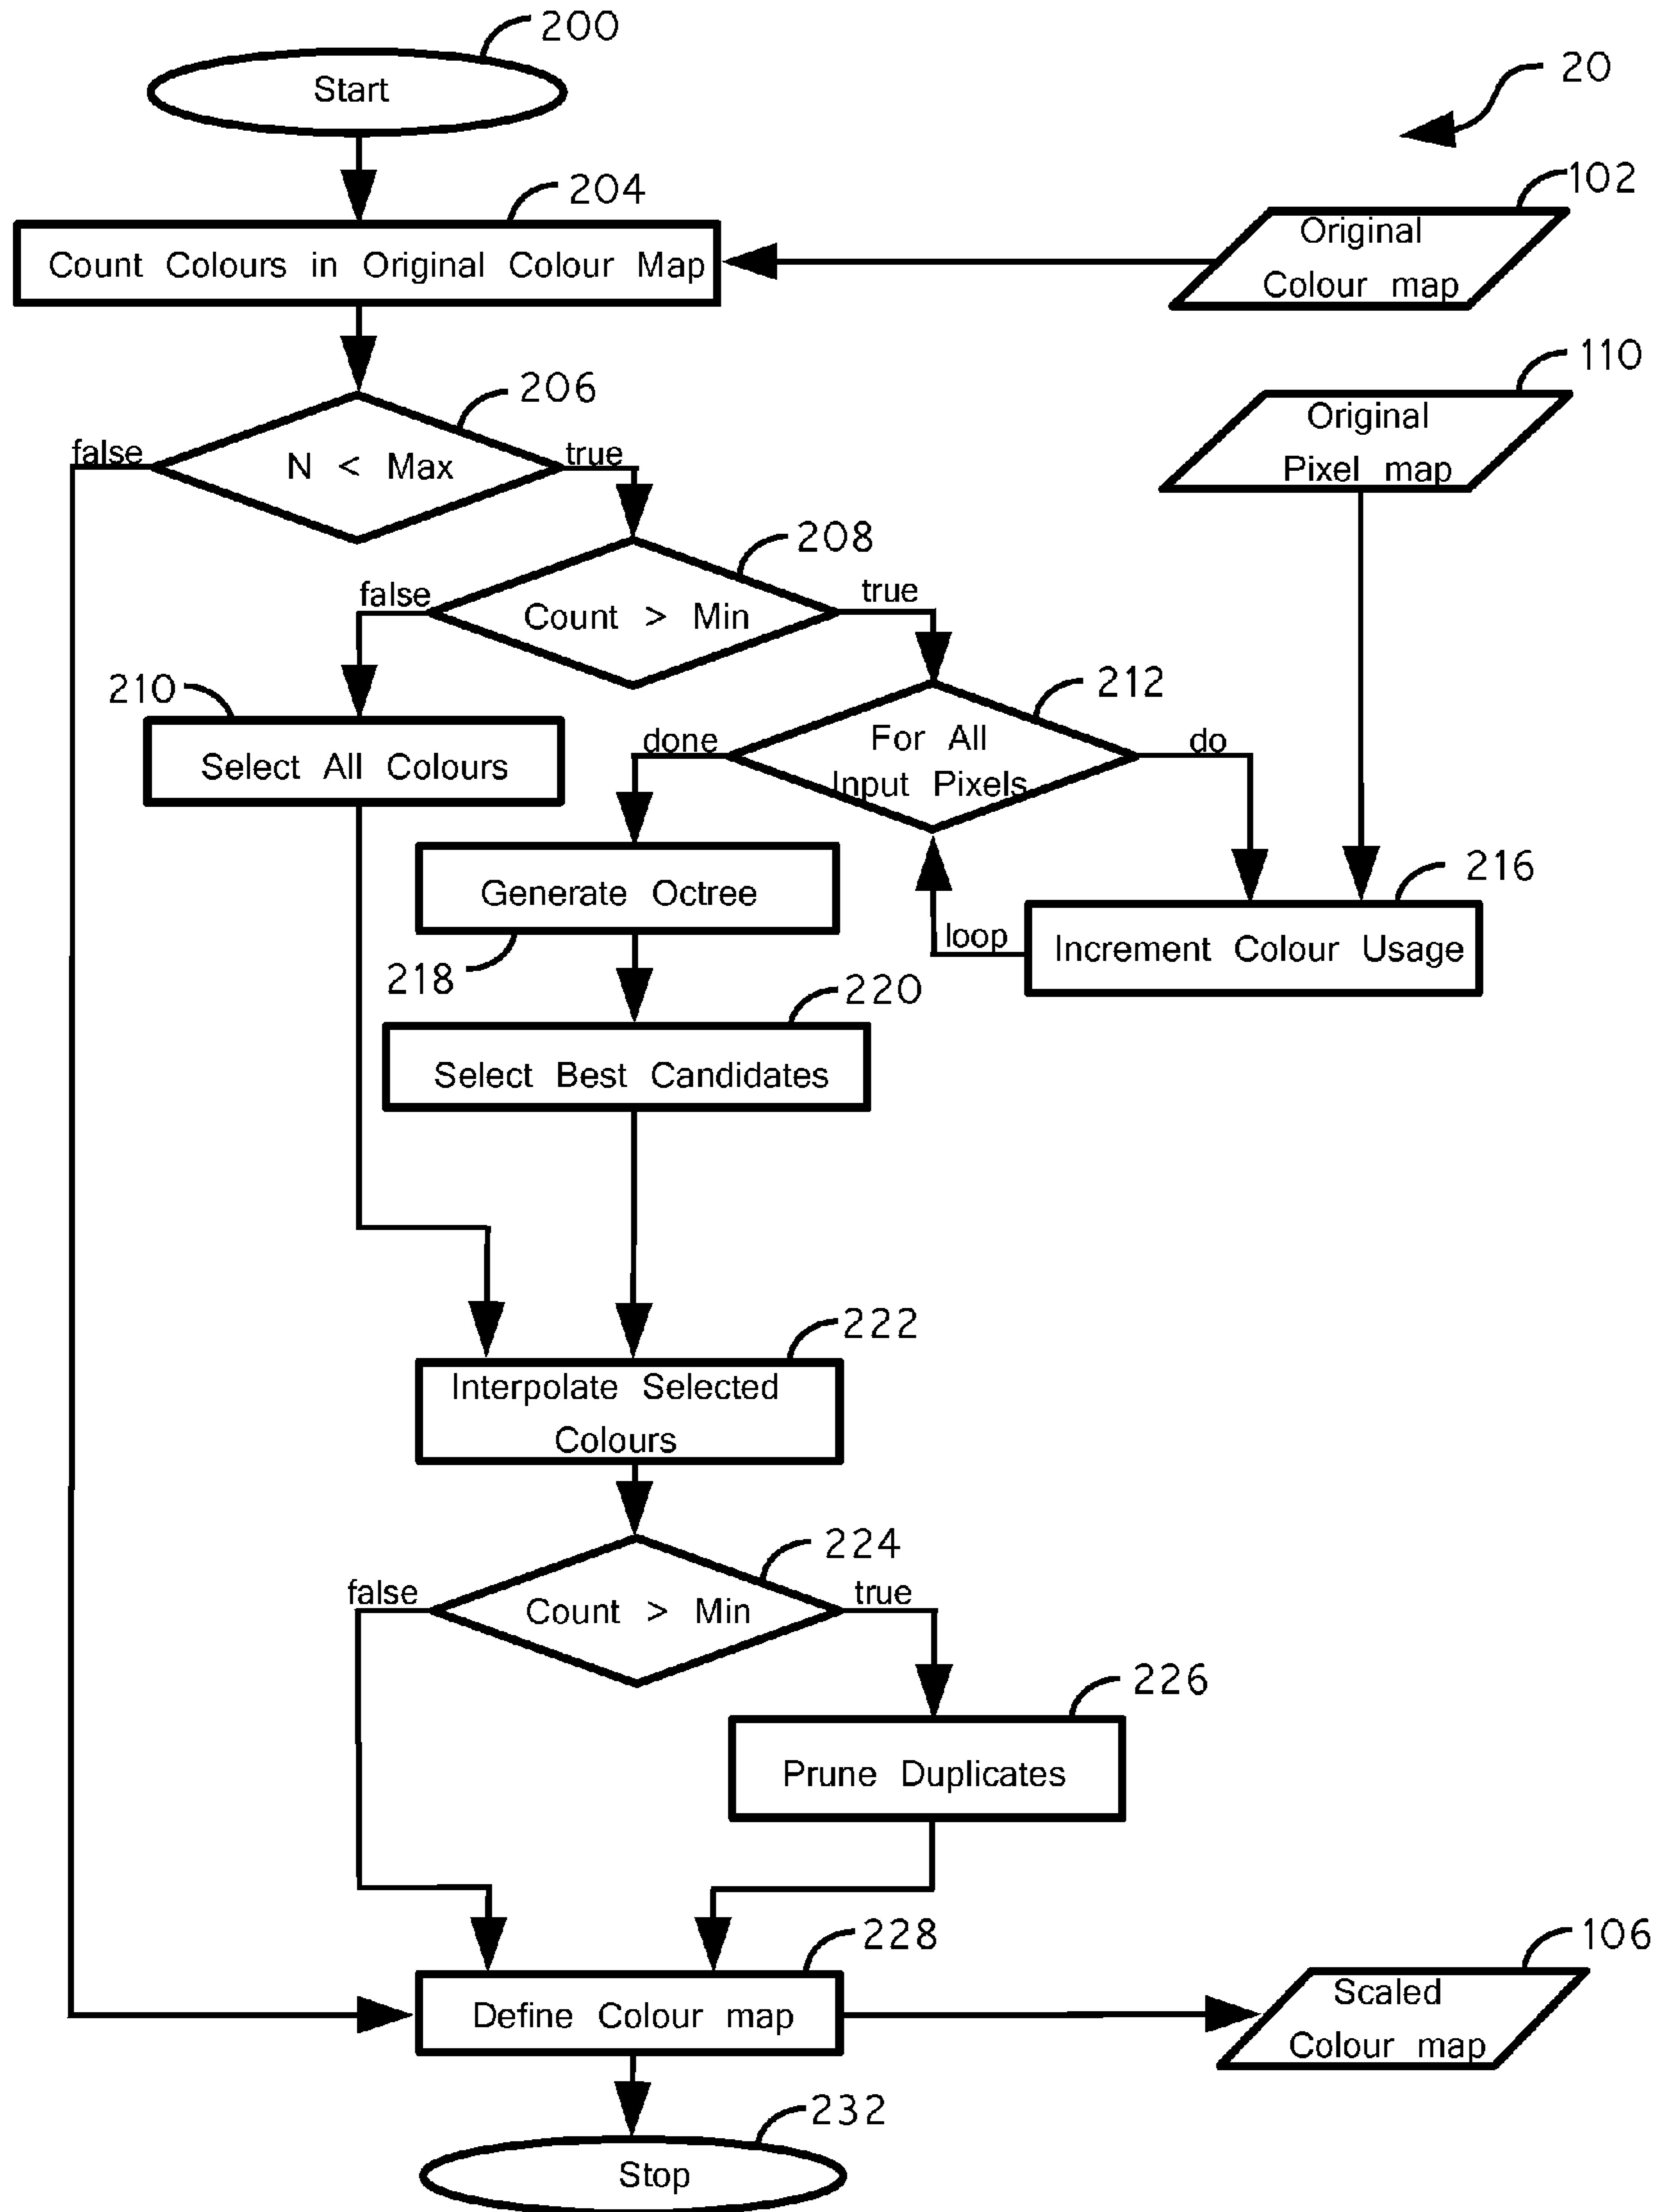 200
Start
20
204
102
Count Colours in Original Colour Map
Original
Colour map
206
110
false
N < Max
true
Original
Pixel map
208
false
Count > Min
true
210
212
Select All Colours
done
For All
Input Pixels
do
Generate Octree
216
loop
Increment Colour Usage
218
220
Select Best Candidates
222
Interpolate Selected
Colours
224
false
Count > Min
true
226
Prune Duplicates
228
106
Define Colour map
Scaled
Colour map
232
Stop